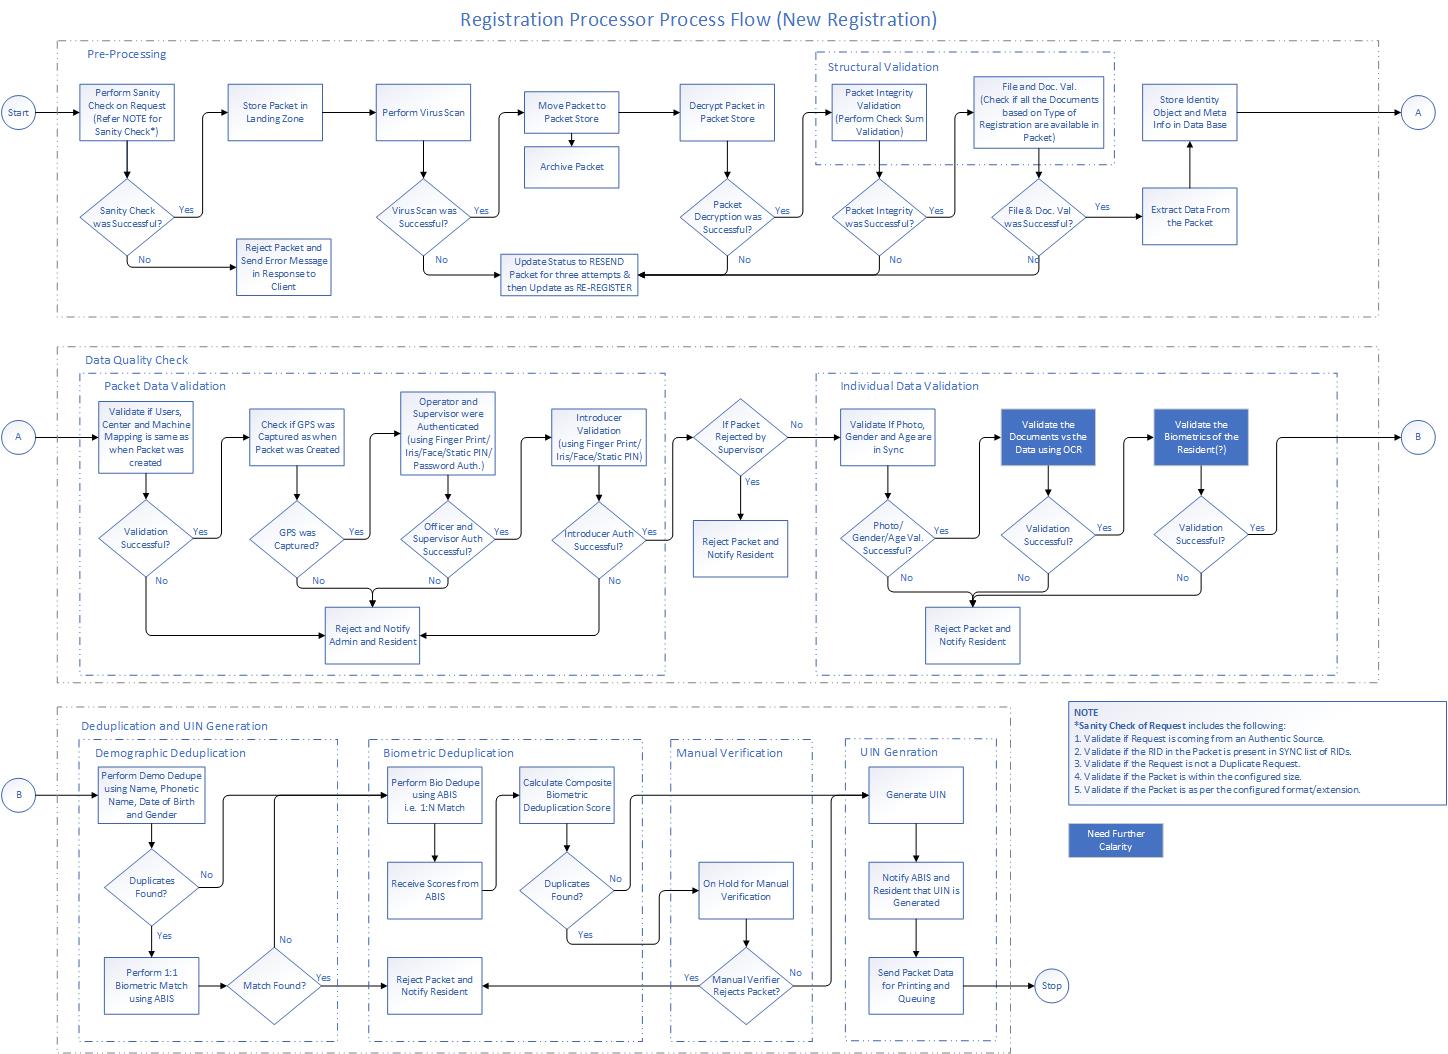 Registration Processor Process Flow (New Registration)
Pre-Processing
Start
Perform Sanity
Check on Request
(Refer NOTE for
Sanity Check*)
Sanity Check
was Successful?
Yes
No
Store Packet in
Landing Zone
Reject Packet and
Send Error Message
in Response to
Client
Perform Virus Scan
Virus Scan was
Successful?
Yes
No
Move Packet to
Packet Store
Archive Packet
Update Status to RESEND
Packet for three attempts &
then Update as RE-REGISTER
Decrypt Packet in
Packet Store
Packet
Decryption was
Successful?
Yes
No
Structural Validation
Packet Integrity
Validation
(Perform Check Sum
Validation)
Packet Integrity
was Successful?
Yes
No
File and Doc. Val.
(Check if all the Documents
based on Type of
Registration are available in
Packet)
File & Doc. Val
was Successful?
Yes
No
Store Identity
Object and Meta
Info in Data Base
Extract Data From
the Packet
A
Data Quality Check
A
Packet Data Validation
Validate if Users,
Center and Machine
Mapping is same as
when Packet was
created
Validation
Successful?
Yes
No
Check if GPS was
Captured as when
Packet was Created
GPS was
Captured?
Yes
No
Operator and
Supervisor were
Authenticated
(using Finger Print/
Iris/Face/Static PIN/
Password Auth.)
Officer and
Supervisor Auth
Successful?
Yes
No
Introducer
Validation
(using Finger Print/
Iris/Face/Static PIN)
Introducer Auth
Successful?
Yes
No
Reject and Notify
Admin and Resident
If Packet
Rejected by
Supervisor
No
Yes
Reject Packet and
Notify Resident
Individual Data Validation
Validate If Photo,
Gender and Age are
in Sync
Photo/
Gender/Age Val.
Successful?
Yes
No
Validate the
Documents vs the
Data using OCR
Validation
Successful?
Yes
No
Validate the
Biometrics of the
Resident(?)
Validation
Successful?
Yes
No
Reject Packet and
Notify Resident
B
Deduplication and UIN Generation
B
Demographic Deduplication
Perform Demo Dedupe
using Name, Phonetic
Name, Date of Birth
and Gender
Duplicates
Found?
No
Yes
Perform 1:1
Biometric Match
using ABIS
Match Found?
No
Yes
Biometric Deduplication
Perform Bio Dedupe
using ABIS
i.e. 1:N Match
Receive Scores from
ABIS
Reject Packet and
Notify Resident
Calculate Composite
Biometric
Deduplication Score
Duplicates
Found?
No
Yes
Manual Verification
On Hold for Manual
Verification
Manual Verifier
Rejects Packet?
Yes
No
UIN Genration
Generate UIN
Notify ABIS and
Resident that UIN is
Generated
Send Packet Data
for Printing and
Queuing
Stop
NOTE
*Sanity Check of Request includes the following:
1. Validate if Request is coming from an Authentic Source.
2. Validate if the RID in the Packet is present in SYNC list of RIDs.
3. Validate if the Request is not a Duplicate Request.
4. Validate if the Packet is within the configured size.
5. Validate if the Packet is as per the configured format/extension.
Need Further
Calarity